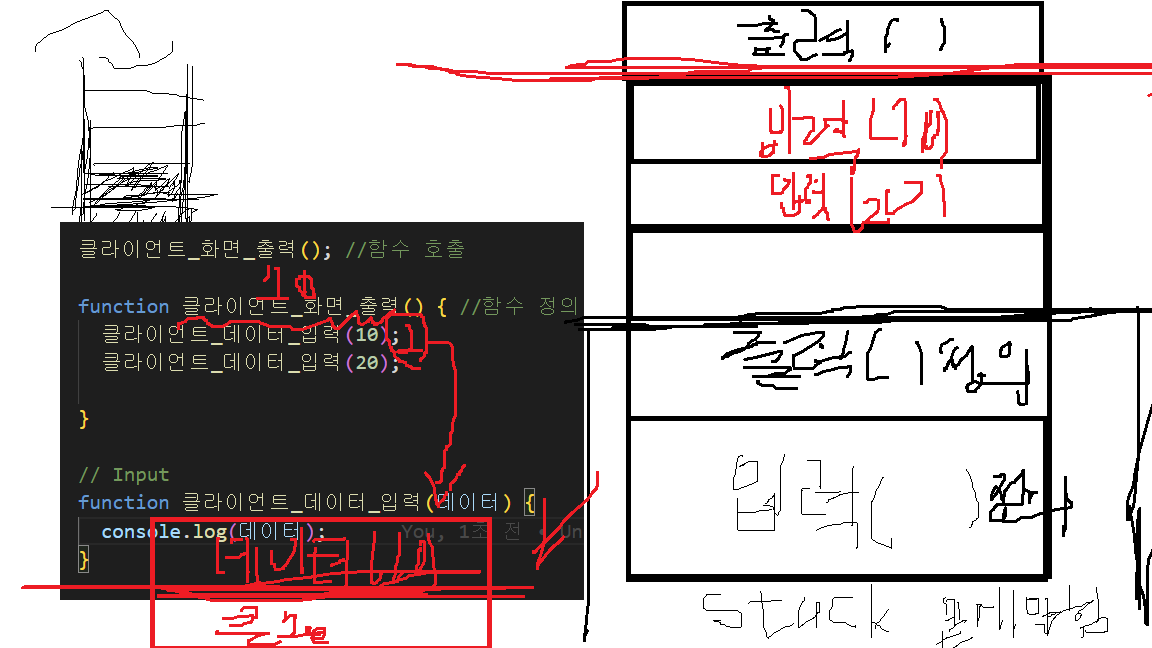 클라이언트_화면_출력(); //함수 호출
10
function 클라이언트_화면_출력() { //함수 정의
클라이언트_데이터_입력(10);
클라이언트_데이터_입력(20);
}
// Input
function 클라이언트_데이터_입력(데이터) {
console.log(데이터); You, 1초 전 • Un
}
데이터(10)
콘솔
출력 ( )
입력(10)
입력(20)
출력( ) 정의
입력( ) 정의
stack